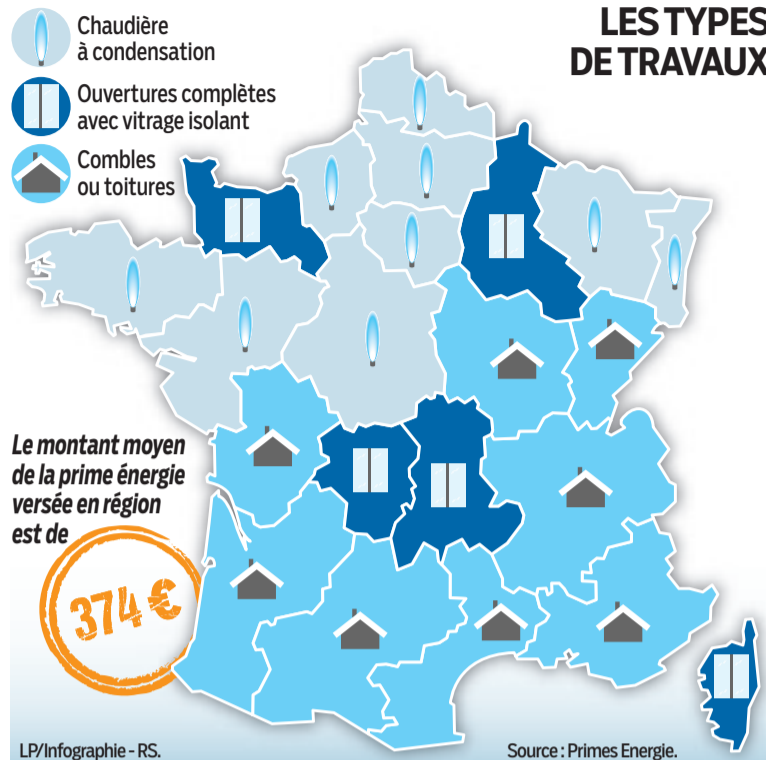 LES TYPES
DE TRAVAUX
Chaudière
à condensation
Ouvertures complètes
avec vitrage isolant
Combles
ou toitures
Le montant moyen
de la prime énergie
versée en région
est de
374 €
LP/Infographie - RS.
Source : Primes Energie.